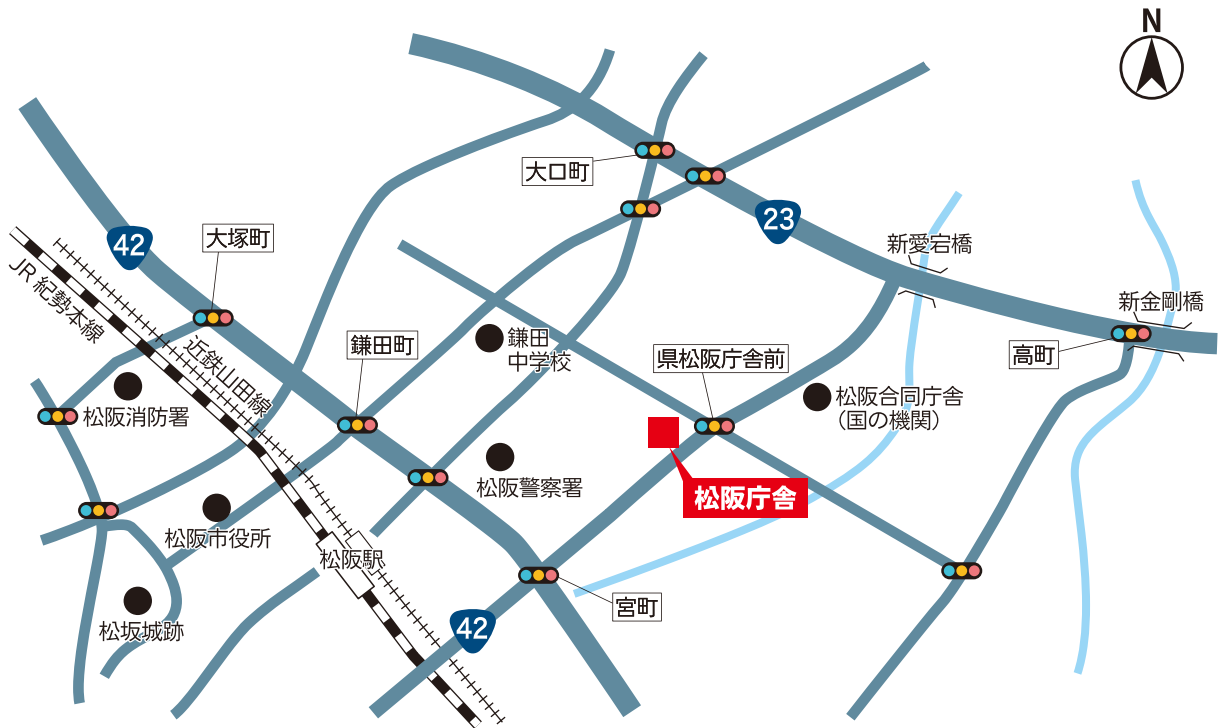 N
大口町
23
42
大塚町
新愛宕橋
JR 紀勢本線
新金剛橋
近鉄山田線
鎌田町
鎌田
中学校
県松阪庁舎前
高町
松阪消防署
松阪合同庁舎
（国の機関）
松阪警察署
松阪庁舎
松阪市役所
松阪駅
宮町
松坂城跡
42